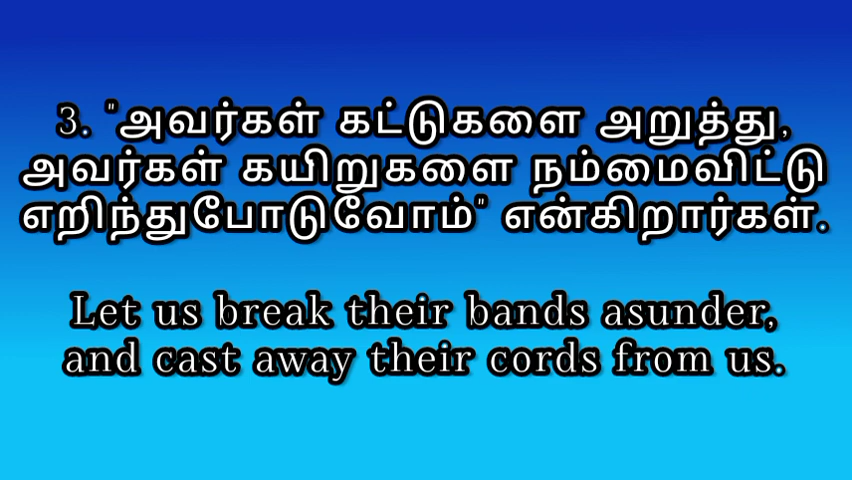 3. "அவர்கள் கட்டுகளை அறுத்து,
அவர்கள் கயிறுகளை நம்மைவிட்டு
எறிந்துபோடுவோம்" என்கிறார்கள்.
Let us break their bands asunder,
and cast away their cords from us.